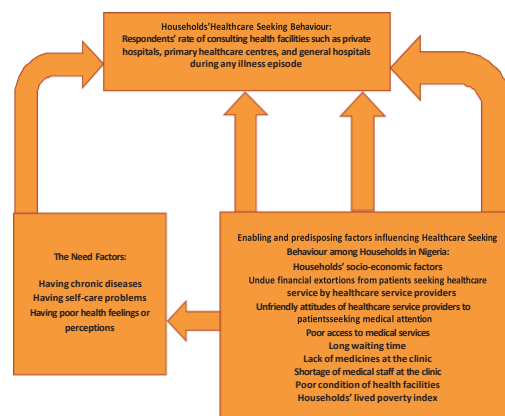 Households'Healthcare Seeking Behaviour:
Respondents' rate of consulting health facilities such as private
hospitals, primary healthcare centres, and general hospitals
during any illness episode
The Need Factors:
Having chronic diseases
Having self-care problems
Having poor health feelings or
perceptions
Enabling and predisposing factors influencing Healthcare Seeking
Behaviour among Households in Nigeria:
Households' socio-economic factors
Undue financial extortions from patients seeking healthcare
service by healthcare service providers
Unfriendly attitudes of healthcare service providers to
patientsseeking medical attention
Poor access to medical services
Long waiting time
Lack of medicines at the clinic
Shortage of medical staff at the clinic
Poor condition of health facilities
Households' lived poverty index